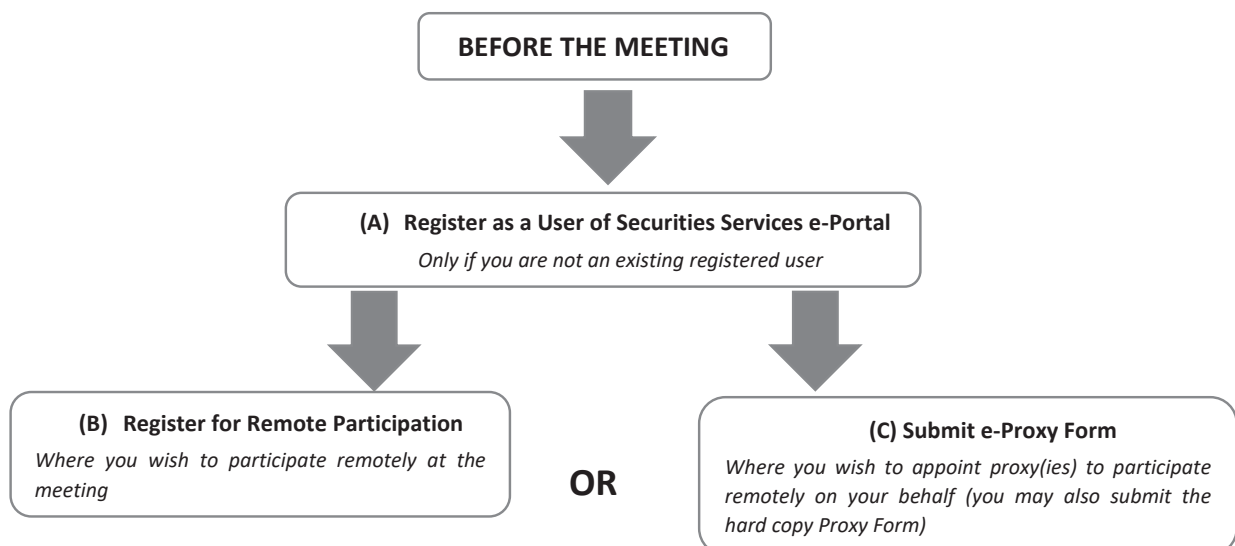 BEFORE THE MEETING
(A) Register as a User of Securities Services e-Portal
Only if you are not an existing registered user
(B) Register for Remote Participation
Where you wish to participate remotely at the
meeting
OR
(C) Submit e-Proxy Form
Where you wish to appoint proxy(ies) to participate
remotely on your behalf (you may also submit the
hard copy Proxy Form)